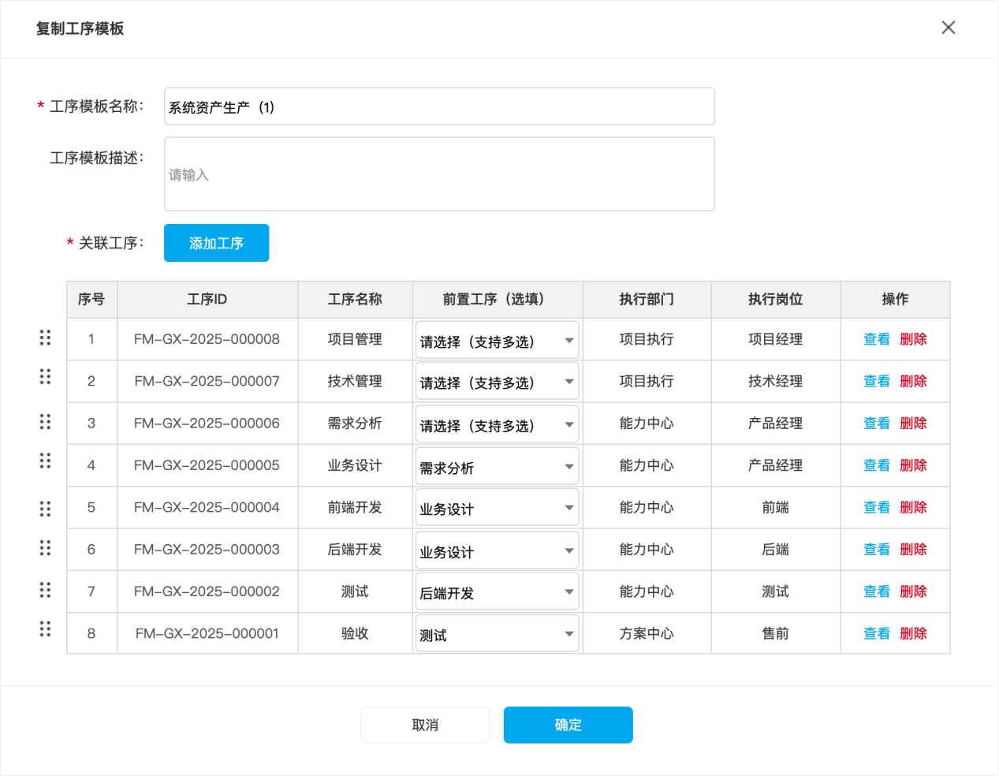 复制工序模板
* 工序模板名称：
系统资产生产（1）
工序模板描述：
请输入
* 关联工序：
添加工序
序号 工序ID 工序名称 前置工序（选填） 执行部门 执行岗位 操作
1 FM-GX-2025-000008 项目管理 请选择（支持多选） 项目执行 项目经理 查看 删除
2 FM-GX-2025-000007 技术管理 请选择（支持多选） 项目执行 技术经理 查看 删除
3 FM-GX-2025-000006 需求分析 请选择（支持多选） 能力中心 产品经理 查看 删除
4 FM-GX-2025-000005 业务设计 需求分析 能力中心 产品经理 查看 删除
5 FM-GX-2025-000004 前端开发 业务设计 能力中心 前端 查看 删除
6 FM-GX-2025-000003 后端开发 业务设计 能力中心 后端 查看 删除
7 FM-GX-2025-000002 测试 后端开发 能力中心 测试 查看 删除
8 FM-GX-2025-000001 验收 测试 方案中心 售前 查看 删除
取消 确定